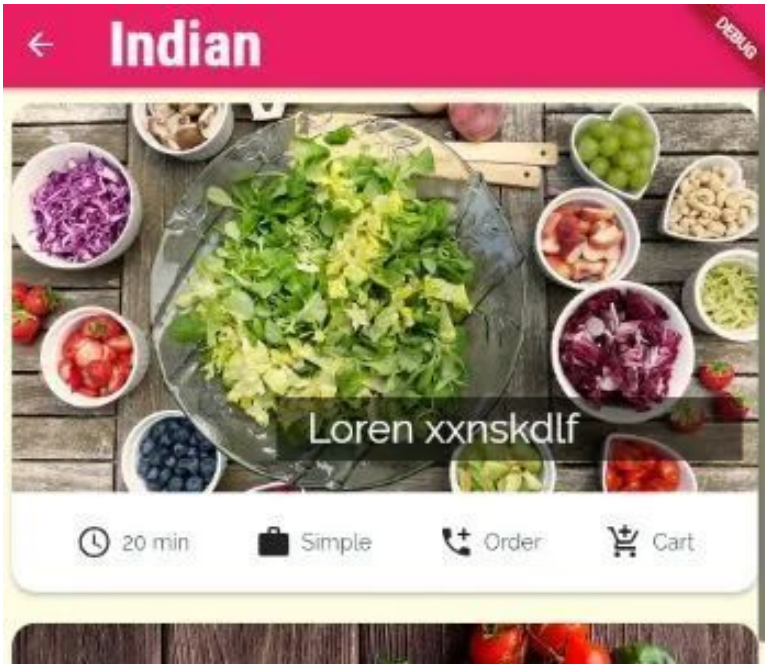 Indian
DEBUG
Loren xxnskdlf
20 min
Simple
Order
Cart